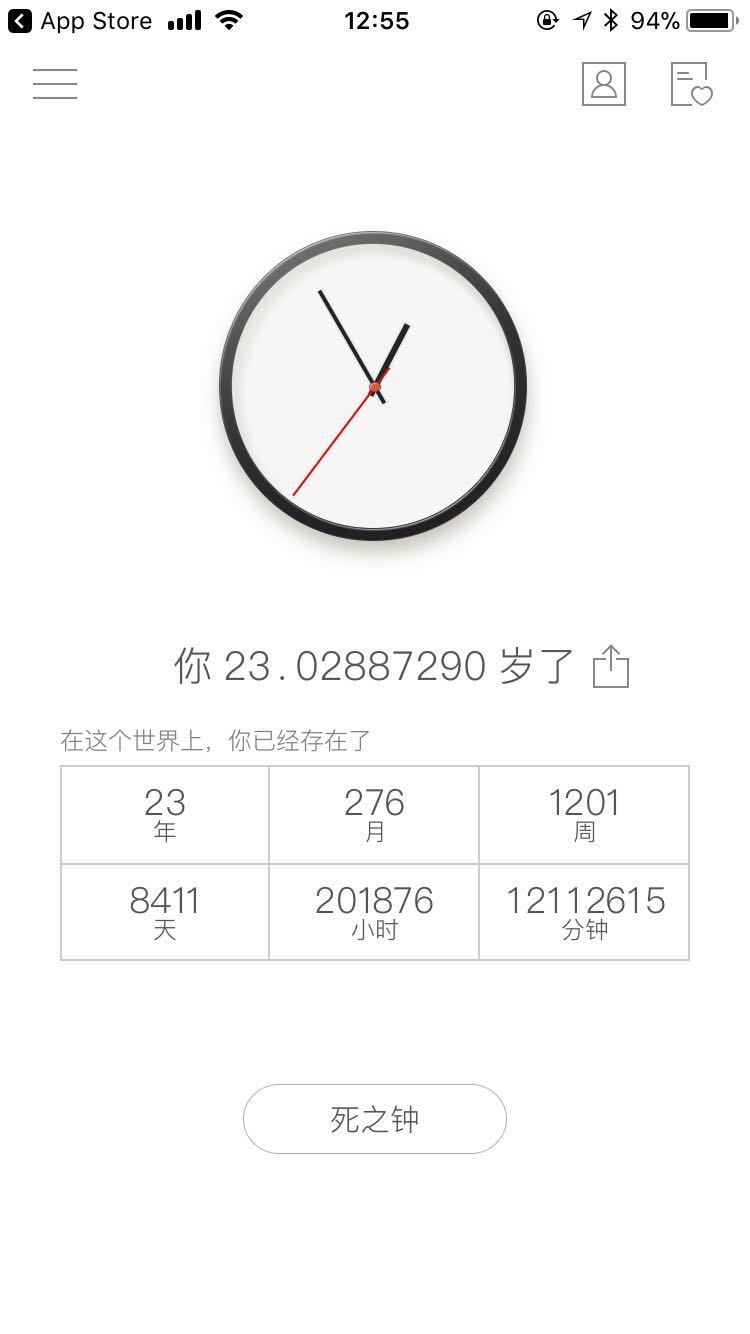 App Store 12:55 94%
你 23.02887290 岁了
在这个世界上，你已经存在了
23 276 1201
年 月 周
8411 201876 12112615
天 小时 分钟
死之钟